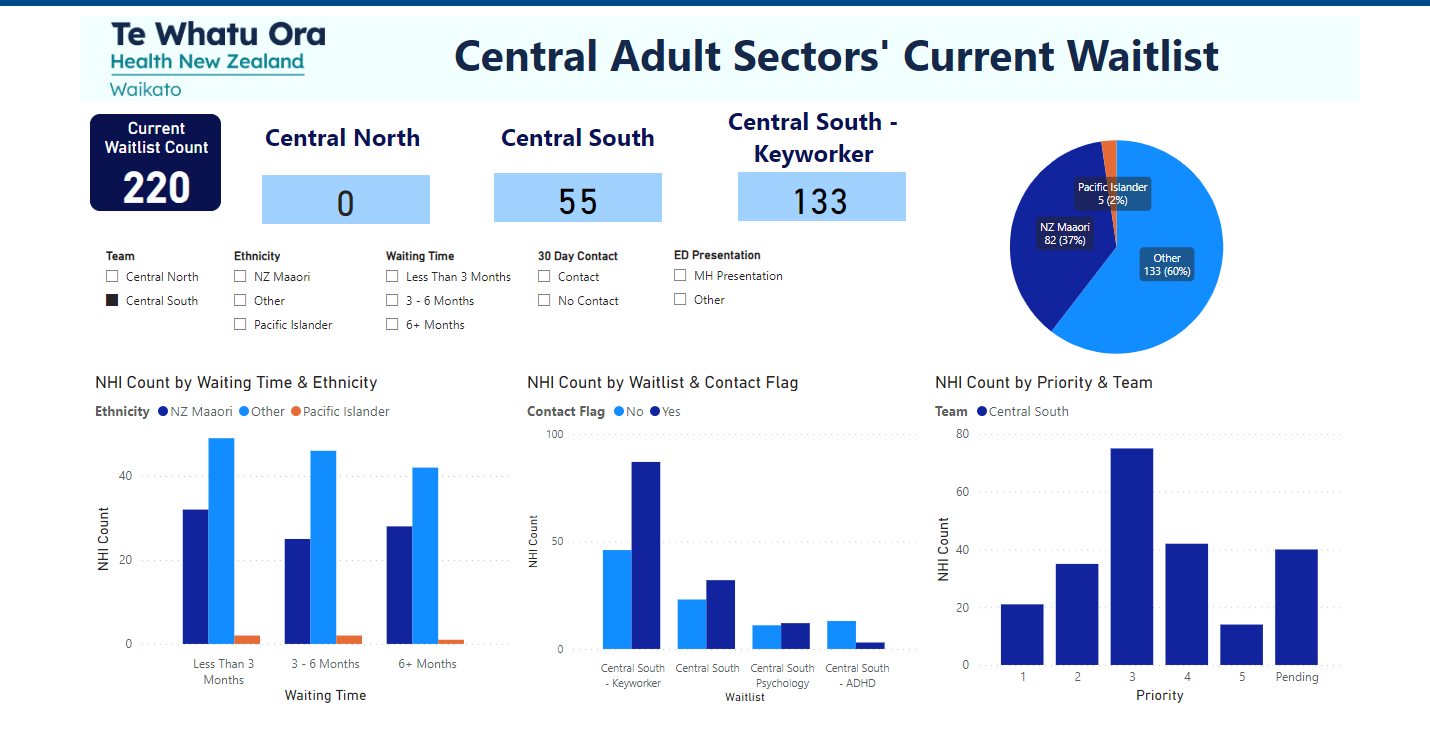 Te Whatu Ora
Health New Zealand
Waikato
Central Adult Sectors' Current Waitlist
Current
Waitlist Count
220
Central North
0
Central South
55
Central South -
Keyworker
133
Pacific Islander
5 (2%)
NZ Maaori
82 (37%)
Other
133 (60%)
Team
Central North
Central South
Ethnicity
NZ Maaori
Other
Pacific Islander
Waiting Time
Less Than 3 Months
3 - 6 Months
6+ Months
30 Day Contact
Contact
No Contact
ED Presentation
MH Presentation
Other
NHI Count by Waiting Time & Ethnicity
Ethnicity NZ Maaori Other Pacific Islander
NHI Count
40
20
0
Less Than 3
Months
3 - 6 Months
6+ Months
Waiting Time
NHI Count by Waitlist & Contact Flag
Contact Flag No Yes
NHI Count
100
50
0
Central South
- Keyworker
Central South
Central South
Psychology
Central South
- ADHD
Waitlist
NHI Count by Priority & Team
Team Central South
NHI Count
80
60
40
20
0
1 2 3 4 5 Pending
Priority